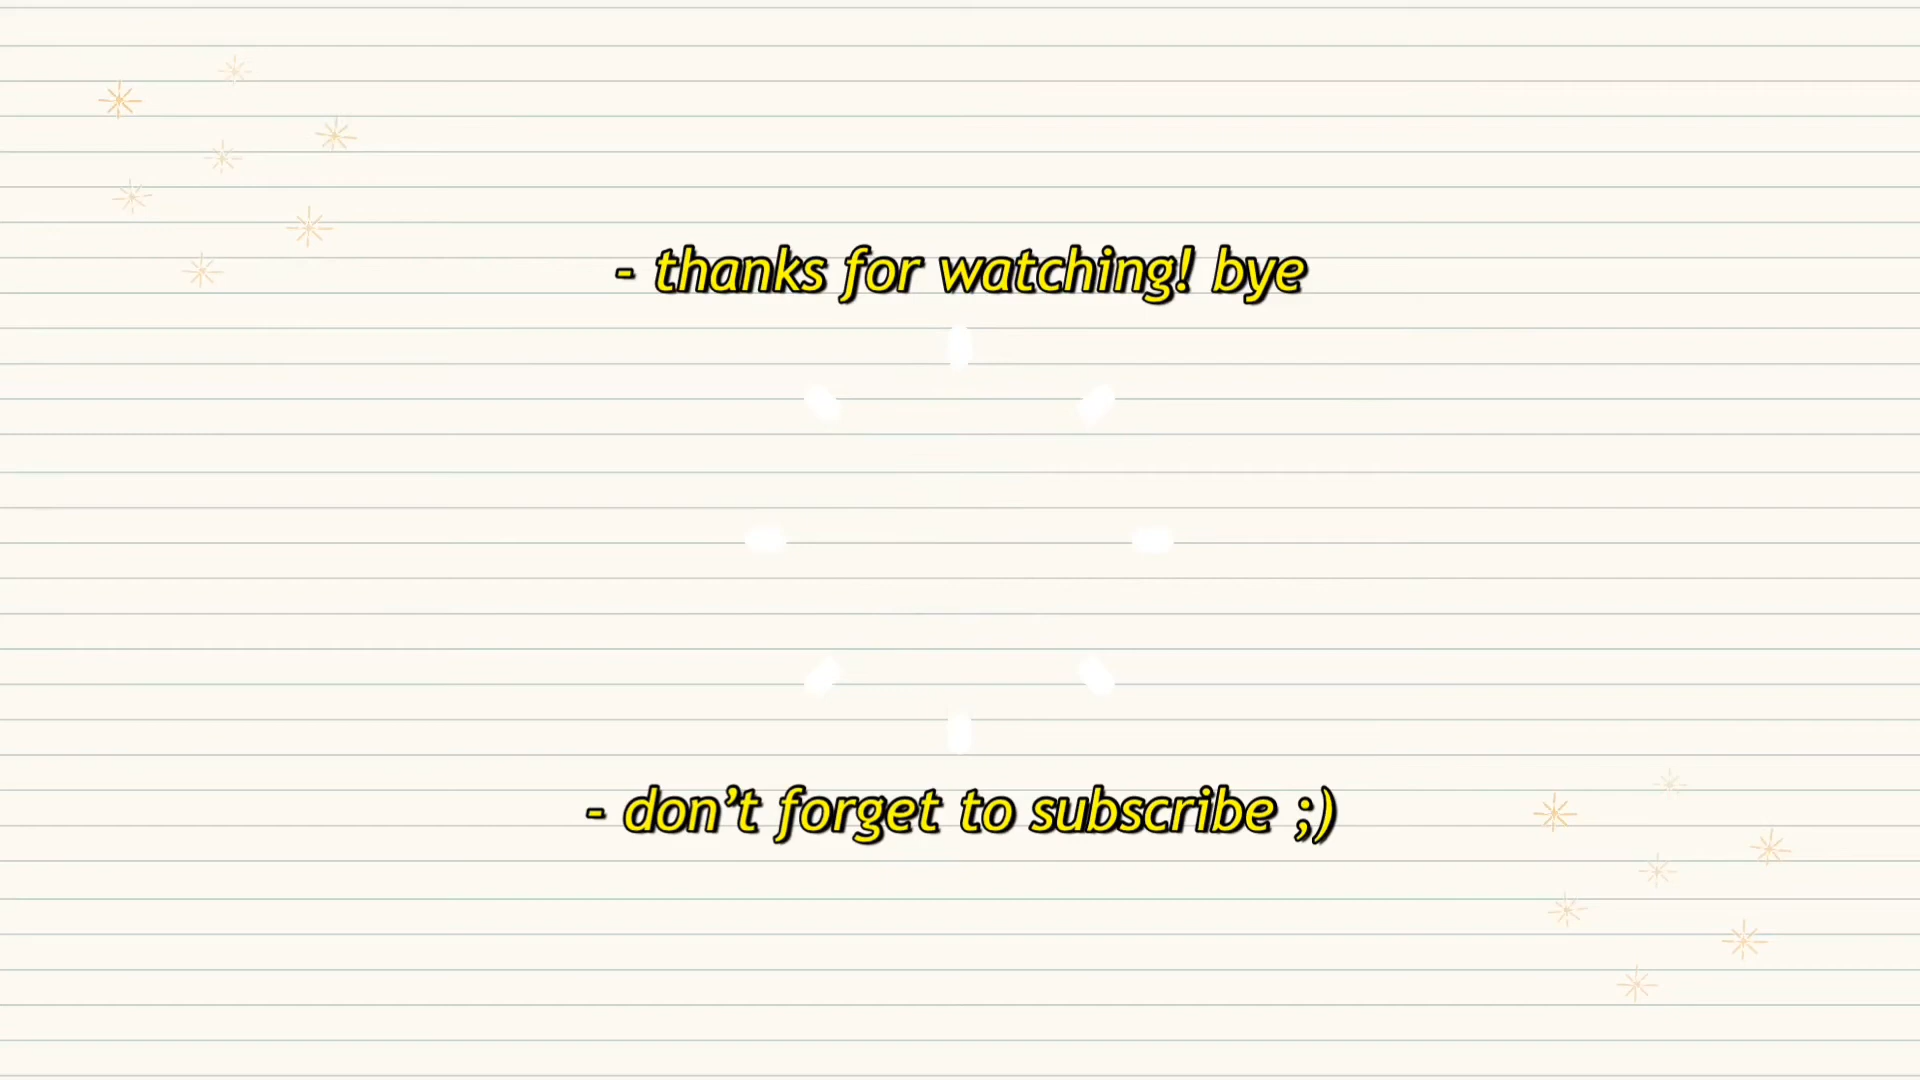 - thanks for watching! bye
- don't forget to subscribe ;)